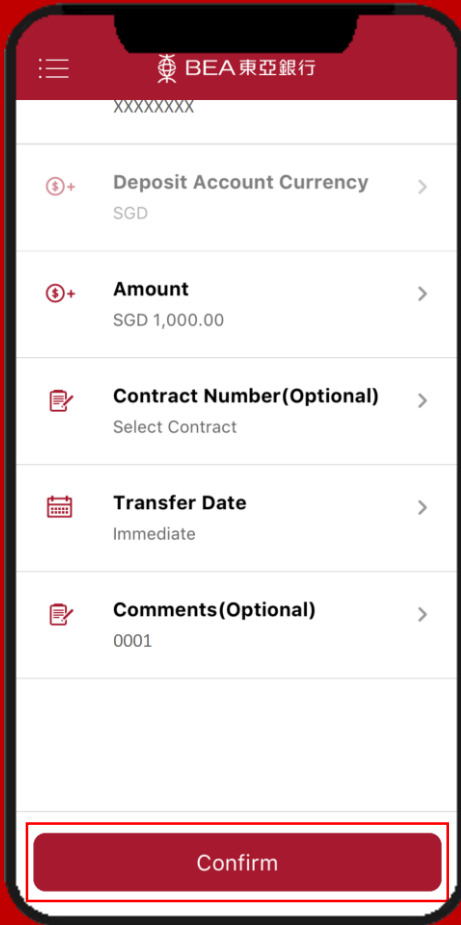 BEA東亞銀行
XXXXXXXX
Deposit Account Currency
SGD
Amount
SGD 1,000.00
Contract Number(Optional)
Select Contract
Transfer Date
Immediate
Comments(Optional)
0001
Confirm